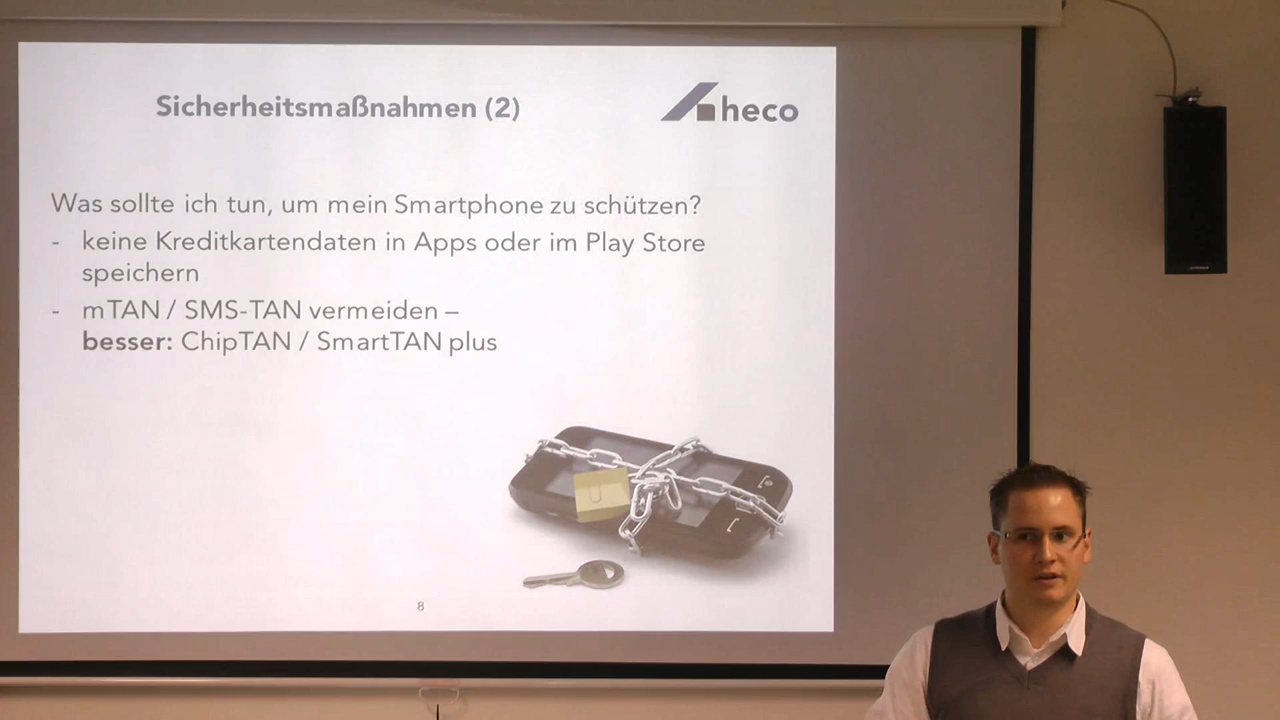 Sicherheitsmaßnahmen (2)
heco
Was sollte ich tun, um mein Smartphone zu schützen?
- keine Kreditkartendaten in Apps oder im Play Store
speichern
- mTAN / SMS-TAN vermeiden –
besser: ChipTAN / SmartTAN plus
8